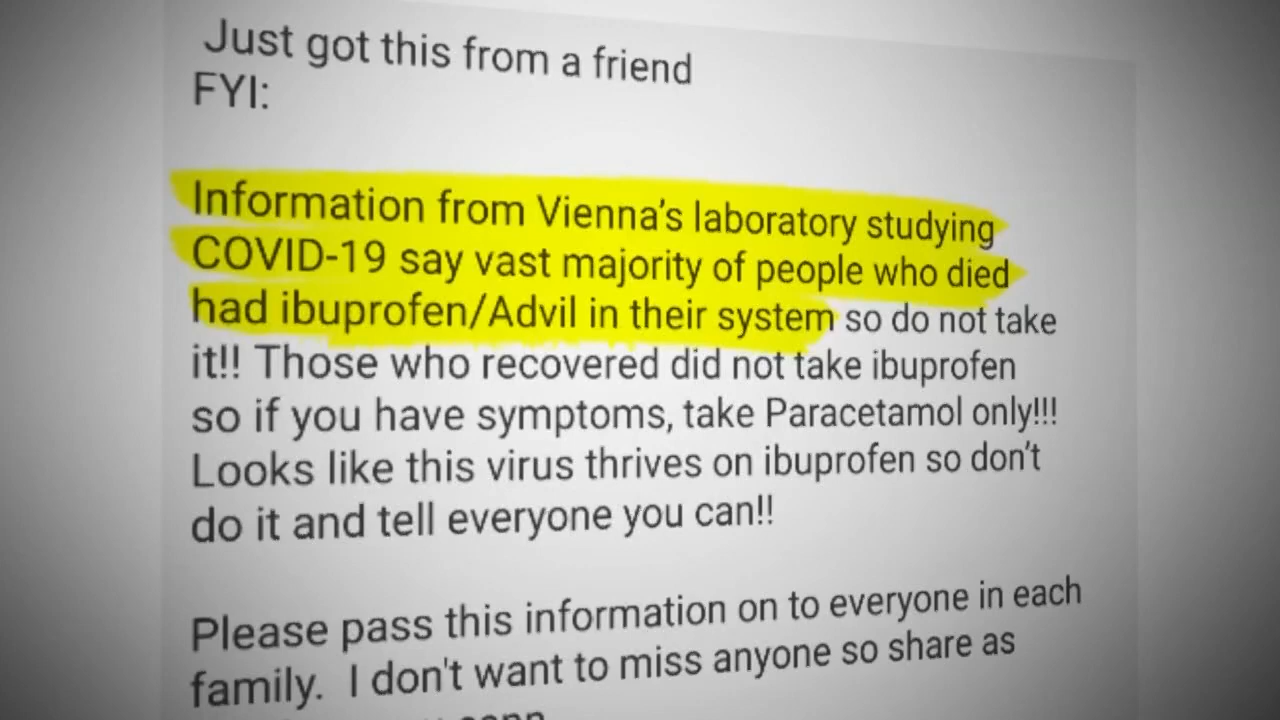 Just got this from a friend
FYI:
Information from Vienna's laboratory studying
COVID-19 say vast majority of people who died
had ibuprofen/Advil in their system so do not take
it!! Those who recovered did not take ibuprofen
so if you have symptoms, take Paracetamol only!!!
Looks like this virus thrives on ibuprofen so don't
do it and tell everyone you can!!
Please pass this information on to everyone in each
family. I don't want to miss anyone so share as